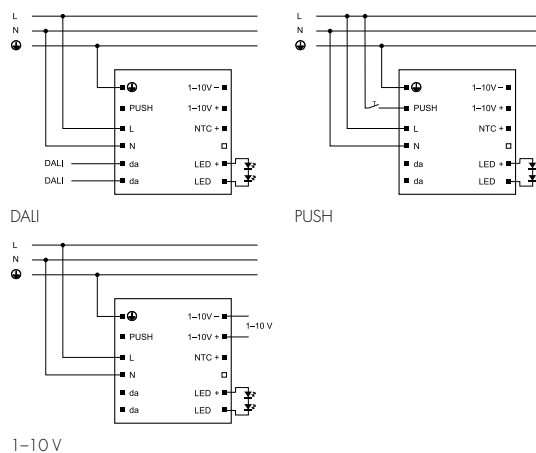 L
N
1–10V –
PUSH 1–10V +
L NTC +
N
DALI da LED +
DALI da LED
DALI
L
N
1–10V –
PUSH 1–10V +
L NTC +
N
da LED +
da LED
PUSH
L
N
1–10V –
1–10 V
PUSH 1–10V +
L NTC +
N
da LED +
da LED
1–10 V